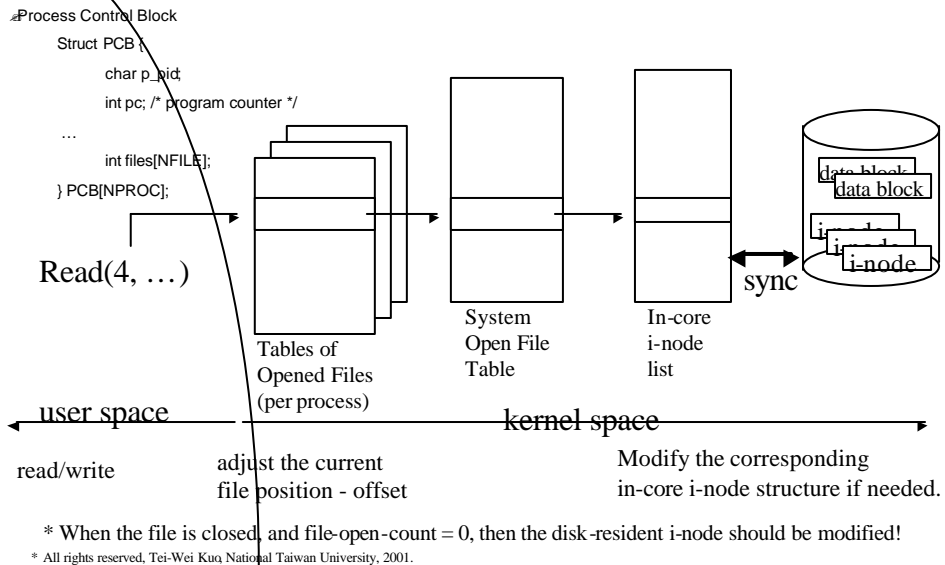 Process Control Block
Struct PCB {
char p_pid;
int pc; /* program counter */
…
int files[NFILE];
} PCB[NPROC];
Read(4, …)
Tables of
Opened Files
(per process)
System
Open File
Table
In-core
i-node
list
sync
data block
data block
i-node
i-node
i-node
user space
kernel space
read/write
adjust the current
file position - offset
Modify the corresponding
in-core i-node structure if needed.
* When the file is closed, and file-open-count = 0, then the disk-resident i-node should be modified!
* All rights reserved, Tei-Wei Kuo, National Taiwan University, 2001.